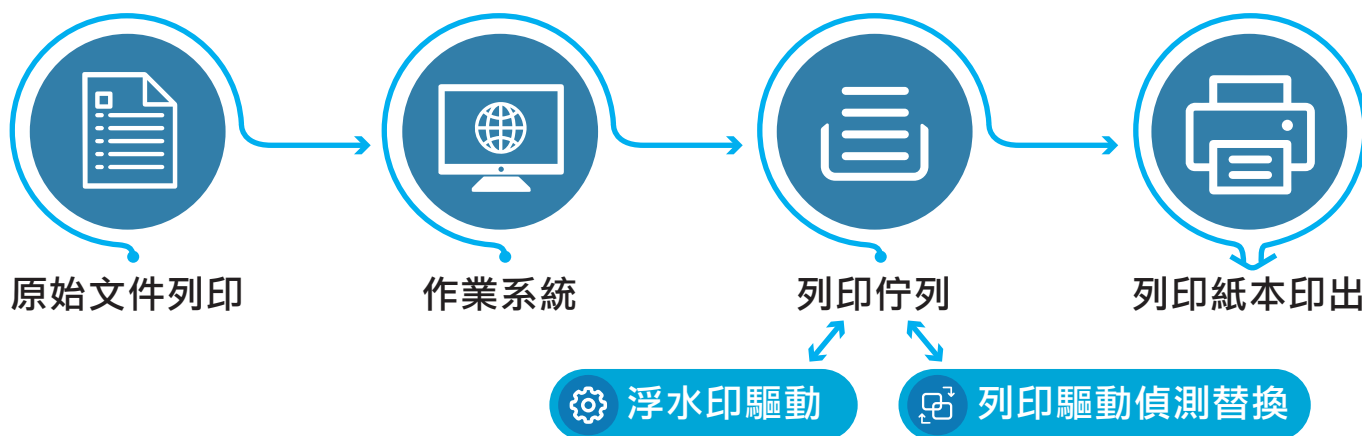 原始文件列印
作業系統
列印佇列
列印紙本印出
浮水印驅動
列印驅動偵測替換